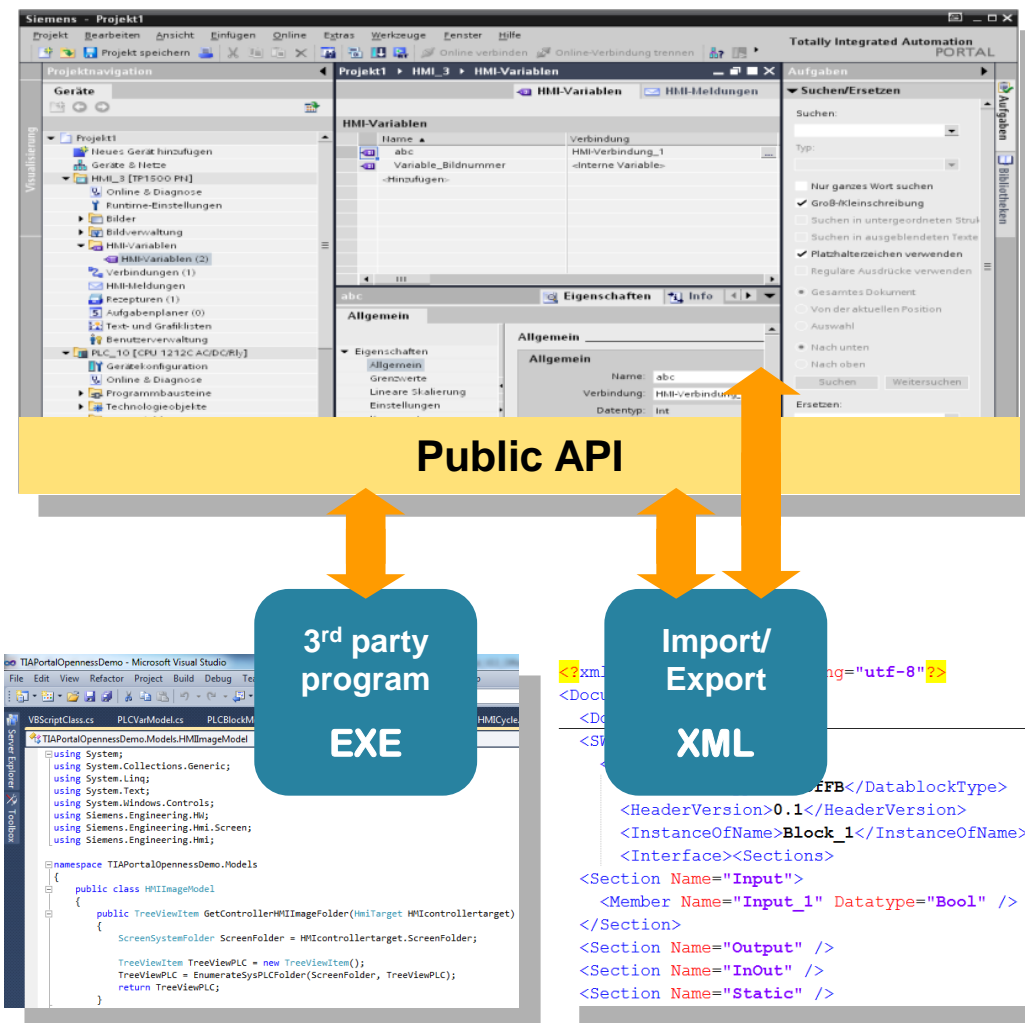 Siemens - Projekt1
Projekt Bearbeiten Ansicht Einfügen Online Extras Werkzeuge Fenster Hilfe
Totally Integrated Automation
PORTAL
Projekt speichern
Online verbinden
Online-Verbindung trennen
Projektnavigation
Projekt1 HMI_3 HMI-Variablen
Aufgaben
Geräte
HMI-Variablen
HMI-Meldungen
Suchen/Ersetzen
Visualisierung
Projekt1
Neues Gerät hinzufügen
Geräte & Netze
HMI_3 [TP1500 PN]
Online & Diagnose
Runtime-Einstellungen
Bilder
Bildverwaltung
HMI-Variablen
HMI-Variablen (2)
Verbindungen (1)
HMI-Meldungen
Rezepturen (1)
Aufgabenplaner (0)
Text- und Grafiklisten
Benutzerverwaltung
PLC_10 [CPU 1212C AC/DC/Rly]
Gerätekonfiguration
Online & Diagnose
Programmbausteine
Technologieobjekte
HMI-Variablen
Name Verbindung
abc HMI-Verbindung_1 ...
Variable_Bildnummer <Interne Variable>
<Hinzufügen>
abc
Eigenschaften Info
Allgemein
Eigenschaften
Allgemein
Grenzwerte
Lineare Skalierung
Einstellungen
Allgemein
Allgemein
Name: abc
Verbindung: HMI-Verbindung_
Datentyp: Int
Suchen:
Typ:
Nur ganzes Wort suchen
Groß-/Kleinschreibung
Suchen in untergeordneten Struk
Suchen in ausgeblendeten Texte
Platzhalterzeichen verwenden
Reguläre Ausdrücke verwenden
Gesamtes Dokument
Von der aktuellen Position
Auswahl
Nach unten
Nach oben
Suchen Weitersuchen
Ersetzen:
Aufgaben
Bibliotheken
Public API
3rd party
program
EXE
Import/
Export
XML
TIAPortalOpennessDemo - Microsoft Visual Studio
File Edit View Refactor Project Build Debug Tea
VBScriptClass.cs PLCVarModel.cs PLCBlockM HMICycle.
TIAPortalOpennessDemo.Models.HMIImageModel
Server Explorer
Toolbox
using System;
using System.Collections.Generic;
using System.Linq;
using System.Text;
using System.Windows.Controls;
using Siemens.Engineering.HW;
using Siemens.Engineering.Hmi.Screen;
using Siemens.Engineering.Hmi;
namespace TIAPortalOpennessDemo.Models
{
public class HMIImageModel
{
public TreeViewItem GetControllerHMIImageFolder(HmiTarget HMIcontrollertarget)
{
ScreenSystemFolder ScreenFolder = HMIcontrollertarget.ScreenFolder;
TreeViewItem TreeViewPLC = new TreeViewItem();
TreeViewPLC = EnumerateSysPLCFolder(ScreenFolder, TreeViewPLC);
return TreeViewPLC;
}
<?xml ng="utf-8"?>
<Docu
<Do
<SW
<
OfFB</DatablockType>
<HeaderVersion>0.1</HeaderVersion>
<InstanceOfName>Block_1</InstanceOfName>
<Interface><Sections>
<Section Name="Input">
<Member Name="Input_1" Datatype="Bool" />
</Section>
<Section Name="Output" />
<Section Name="InOut" />
<Section Name="Static" />